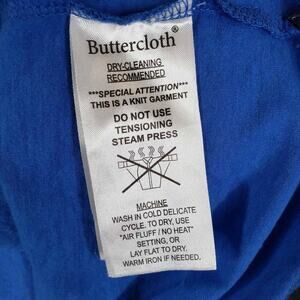 Buttercloth®
DRY-CLEANING
RECOMMENDED
***SPECIAL ATTENTION***
THIS IS A KNIT GARMENT
DO NOT USE
TENSIONING
STEAM PRESS
MACHINE
WASH IN COLD DELICATE
CYCLE. TO DRY, USE
"AIR FLUFF / NO HEAT"
SETTING, OR
LAY FLAT TO DRY.
WARM IRON IF NEEDED.